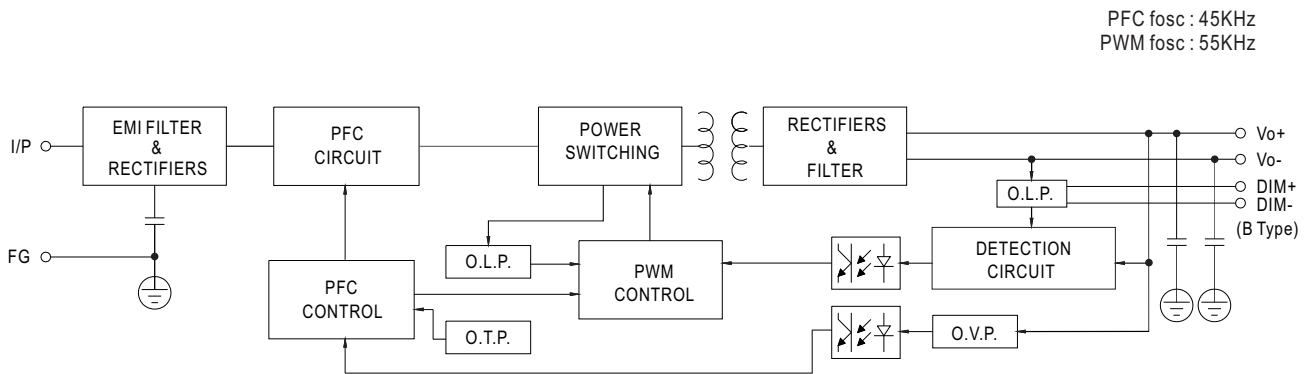 PFC fosc : 45KHz
PWM fosc : 55KHz
I/P
EMI FILTER
&
RECTIFIERS
PFC
CIRCUIT
POWER
SWITCHING
RECTIFIERS
&
FILTER
Vo+
Vo-
DIM+
DIM-
(B Type)
O.L.P.
FG
PFC
CONTROL
O.L.P.
O.T.P.
PWM
CONTROL
DETECTION
CIRCUIT
O.V.P.